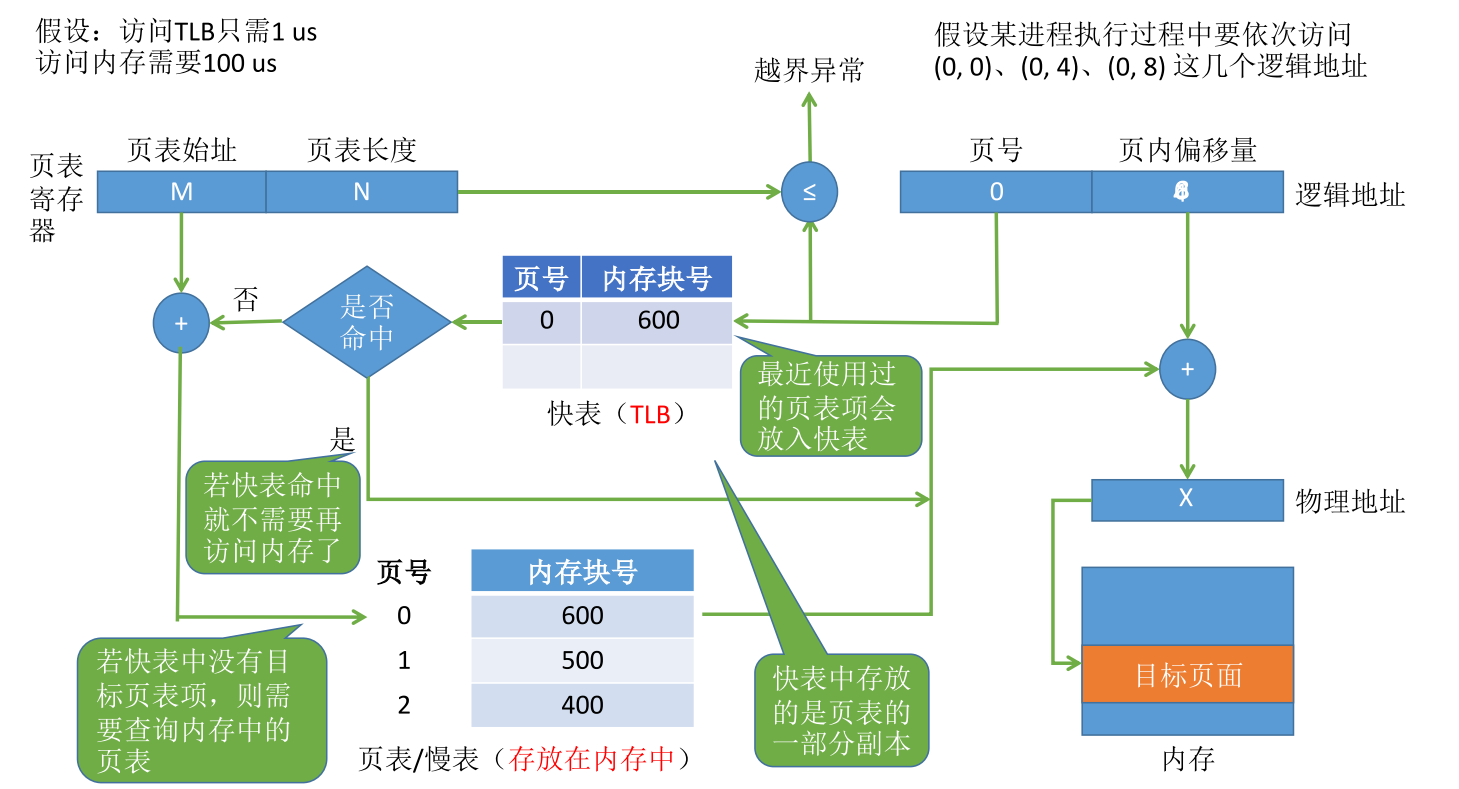 假设：访问TLB只需1 us
访问内存需要100 us
假设某进程执行过程中要依次访问
(0, 0)、(0, 4)、(0, 8) 这几个逻辑地址
越界异常
页表始址
页表长度
页号
页内偏移量
页表
寄存
器
M
N
≤
0
逻辑地址
页号
内存块号
0
600
是否
命中
否
+
最近使用过
的页表项会
放入快表
+
快表（TLB）
是
若快表命中
就不需要再
访问内存了
X
物理地址
页号
内存块号
0
600
1
500
2
400
页表/慢表（存放在内存中）
若快表中没有目
标页表项，则需
要查询内存中的
页表
快表中存放
的是页表的
一部分副本
目标页面
内存